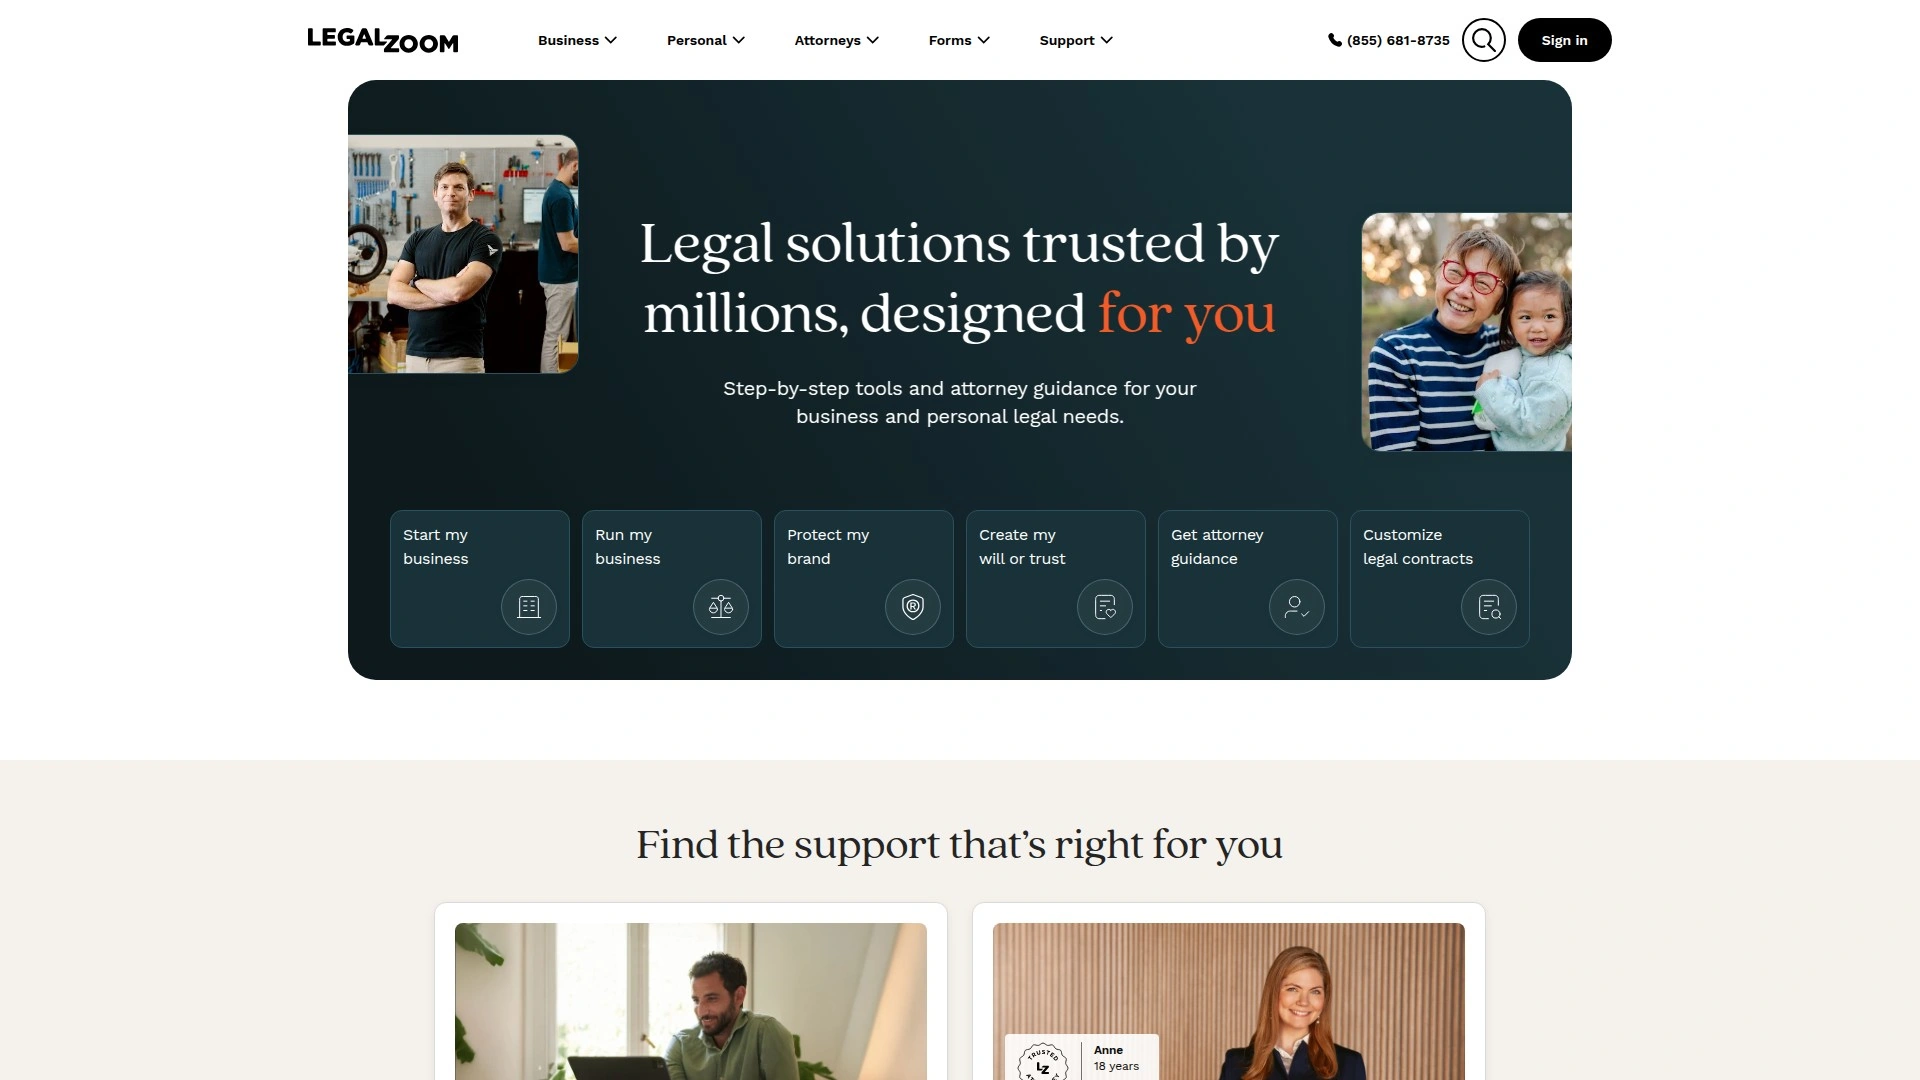 LEGALZOOM
Business
Personal
Attorneys
Forms
Support
(855) 681-8735
Sign in
Legal solutions trusted by
millions, designed for you
Step-by-step tools and attorney guidance for your
business and personal legal needs.
Start my
business
Run my
business
Protect my
brand
Create my
will or trust
Get attorney
guidance
Customize
legal contracts
Find the support that’s right for you
TRUSTED
LZ
Anne
18 years